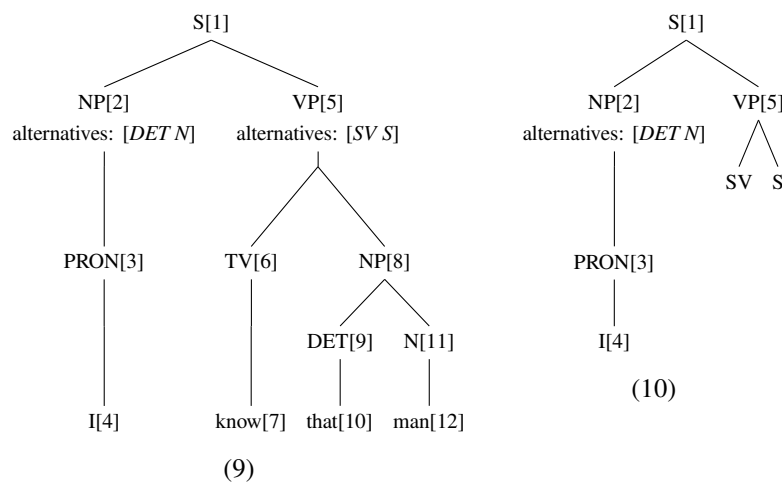 S[1]
NP[2] VP[5]
alternatives: [DET N] alternatives: [SV S]
PRON[3] TV[6] NP[8]
DET[9] N[11]
I[4] know[7] that[10] man[12]
(9)
S[1]
NP[2] VP[5]
alternatives: [DET N]
SV S
PRON[3]
I[4]
(10)